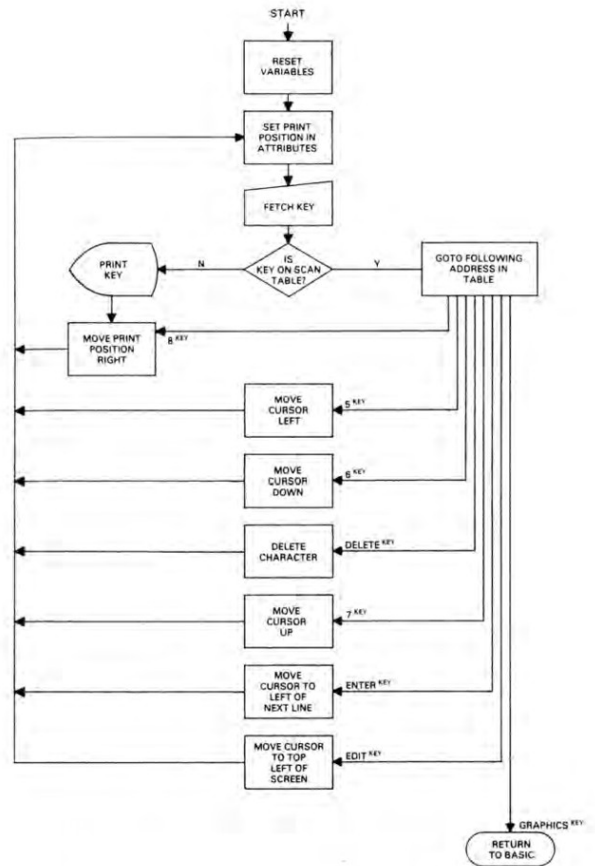 START
RESET
VARIABLES
SET PRINT
POSITION IN
ATTRIBUTES
FETCH KEY
IS
KEY ON SCAN
TABLE?
N
Y
PRINT
KEY
GOTO FOLLOWING
ADDRESS IN
TABLE
MOVE PRINT
POSITION
RIGHT
8 KEY
MOVE
CURSOR
LEFT
5 KEY
MOVE
CURSOR
DOWN
6 KEY
DELETE
CHARACTER
DELETE KEY
MOVE
CURSOR
UP
7 KEY
MOVE
CURSOR TO
LEFT OF
NEXT LINE
ENTER KEY
MOVE CURSOR
TO TOP
LEFT OF
SCREEN
EDIT KEY
GRAPHICS KEY
RETURN
TO BASIC